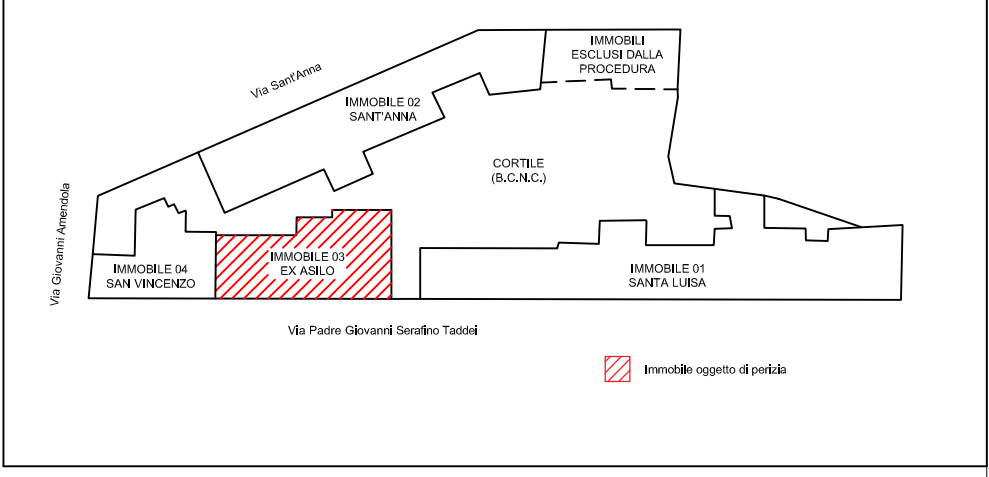 IMMOBILI
ESCLUSI DALLA
PROCEDURA
Via Sant'Anna
IMMOBILE 02
SANT'ANNA
CORTILE
(B.C.N.C.)
Via Giovanni Amendola
IMMOBILE 04
SAN VINCENZO
IMMOBILE 03
EX ASILO
IMMOBILE 01
SANTA LUISA
Via Padre Giovanni Serafino Taddei
Immobile oggetto di perizia